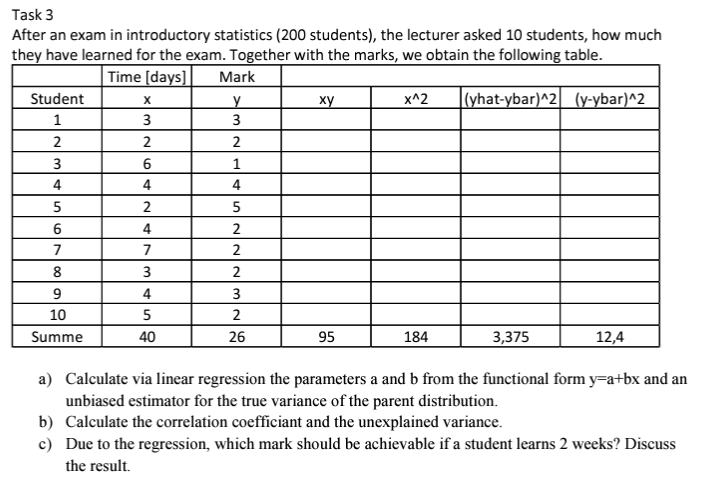 Task 3
After an exam in introductory statistics (200 students), the lecturer asked 10 students, how much
they have learned for the exam. Together with the marks, we obtain the following table.
Time [days] Mark
Student x y xy x^2 (yhat-ybar)^2 (y-ybar)^2
1 3 3
2 2 2
3 6 1
4 4 4
5 2 5
6 4 2
7 7 2
8 3 2
9 4 3
10 5 2
Summe 40 26 95 184 3,375 12,4
a) Calculate via linear regression the parameters a and b from the functional form y=a+bx and an
unbiased estimator for the true variance of the parent distribution.
b) Calculate the correlation coefficiant and the unexplained variance.
c) Due to the regression, which mark should be achievable if a student learns 2 weeks? Discuss
the result.